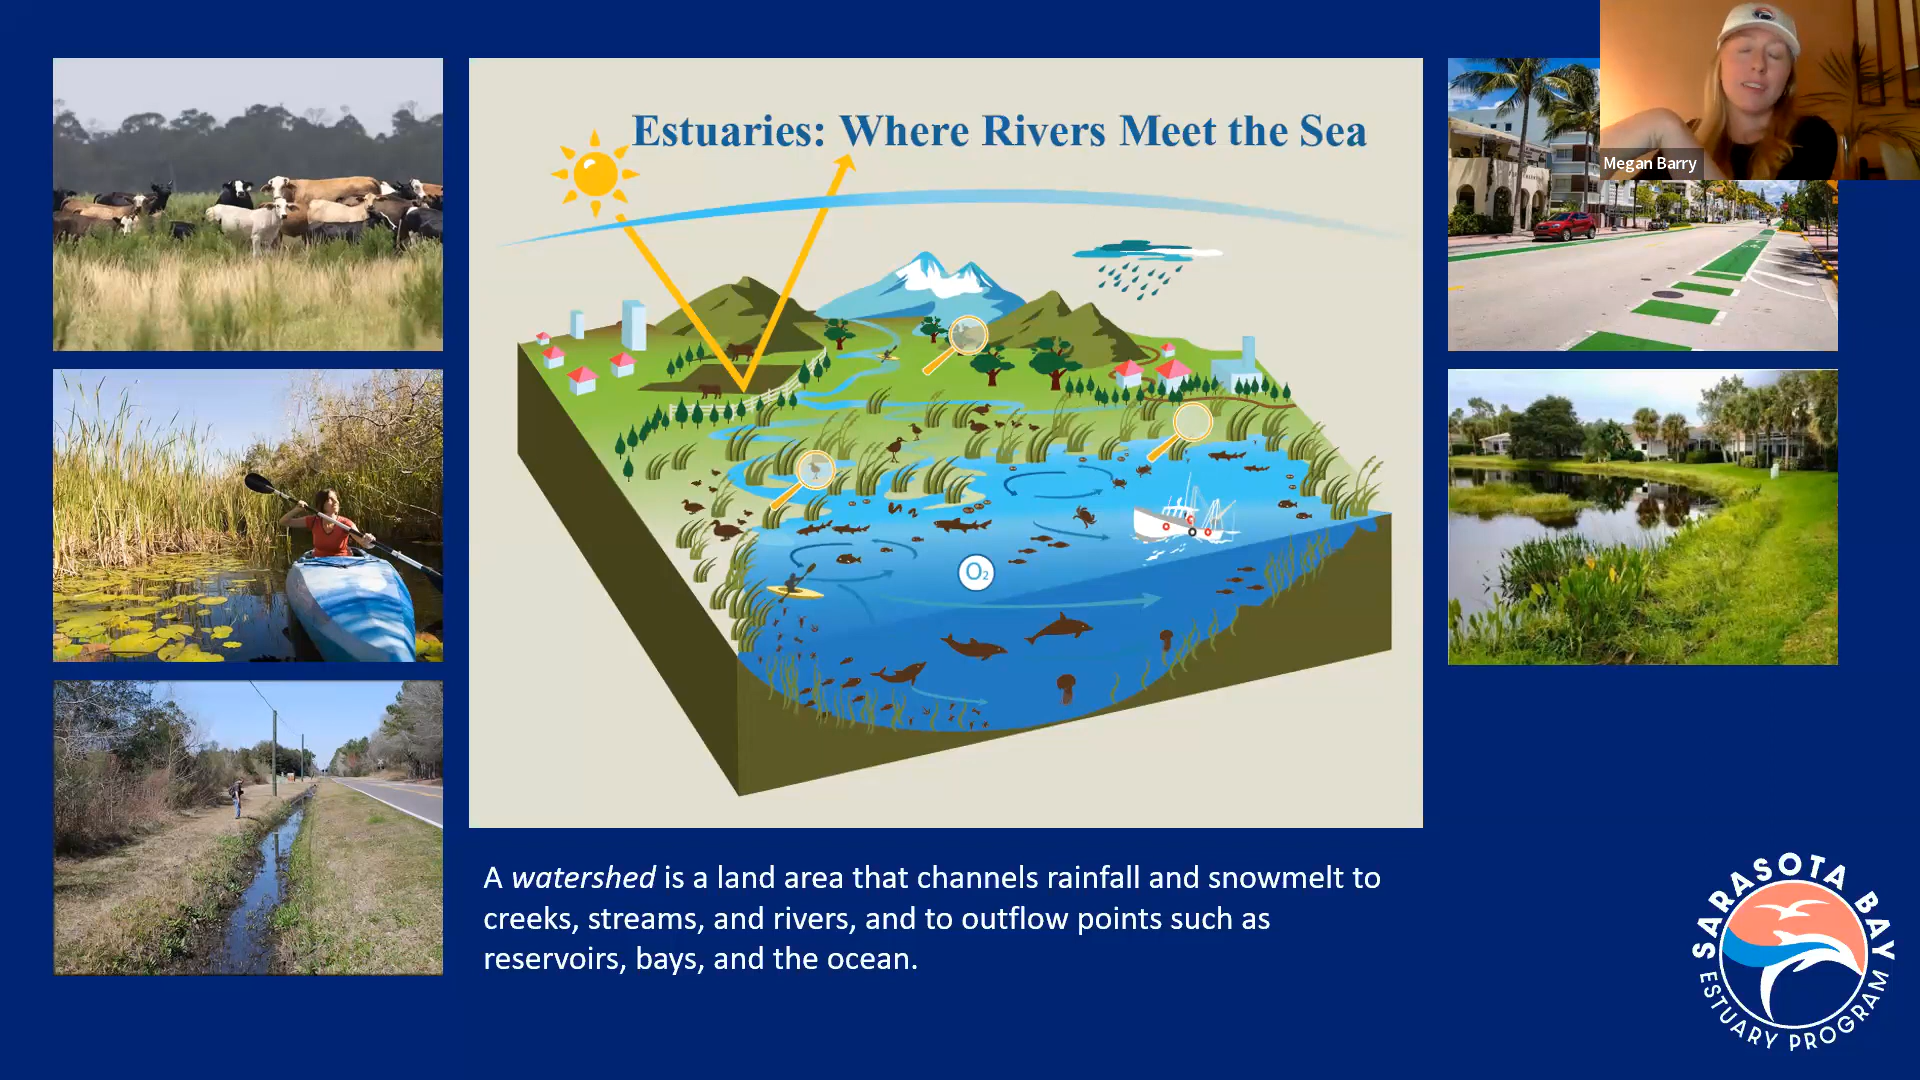 Estuaries: Where Rivers Meet the Sea
Megan Barry
O₂
A watershed is a land area that channels rainfall and snowmelt to
creeks, streams, and rivers, and to outflow points such as
reservoirs, bays, and the ocean.
SARASOTA BAY
ESTUARY PROGRAM